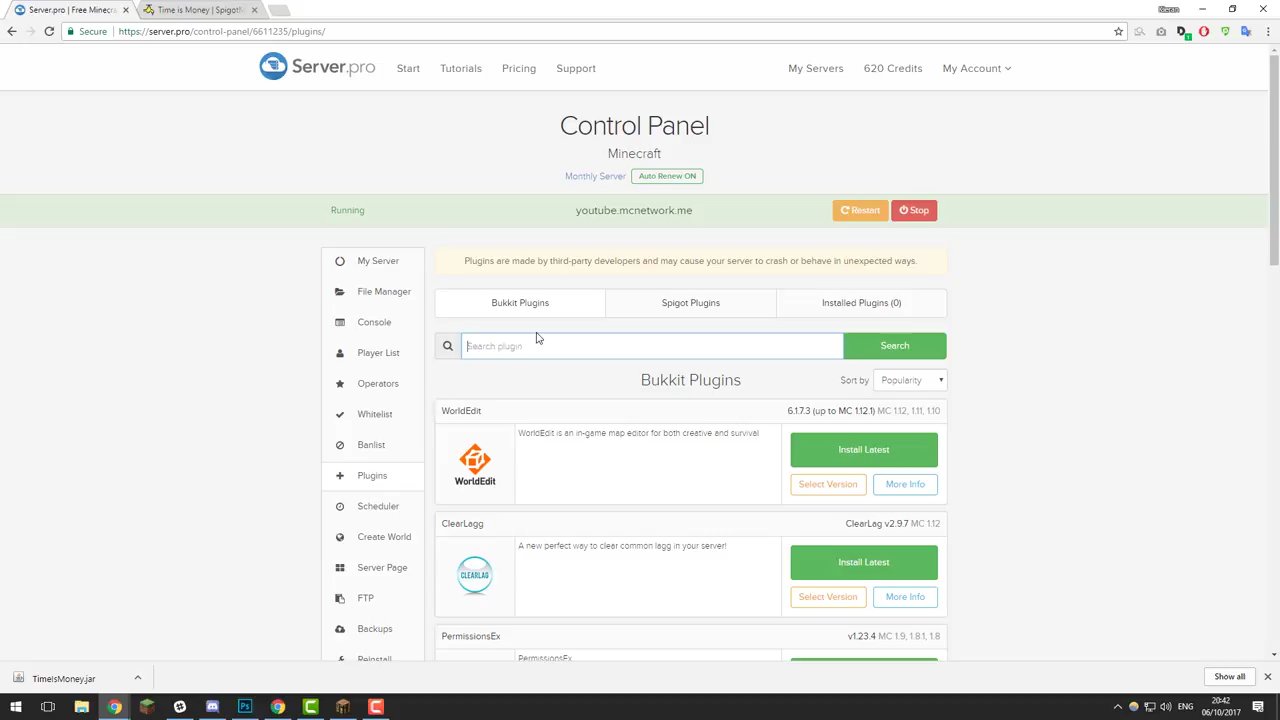 Server.pro | Free Minecra
Time is Money | SpigotM
Kieran
Secure
https://server.pro/control-panel/6611235/plugins/
Server.pro
Start
Tutorials
Pricing
Support
My Servers
620 Credits
My Account
Control Panel
Minecraft
Monthly Server
Auto Renew ON
Running
youtube.mcnetwork.me
Restart
Stop
My Server
File Manager
Console
Player List
Operators
Whitelist
Banlist
Plugins
Scheduler
Create World
Server Page
FTP
Backups
Reinstall
Plugins are made by third-party developers and may cause your server to crash or behave in unexpected ways.
Bukkit Plugins
Spigot Plugins
Installed Plugins (0)
Search plugin
Search
Bukkit Plugins
Sort by
Popularity
WorldEdit
6.1.7.3 (up to MC 1.12.1) MC 1.12, 1.11, 1.10
WorldEdit
WorldEdit is an in-game map editor for both creative and survival
Install Latest
Select Version
More Info
ClearLagg
ClearLag v2.9.7 MC 1.12
CLEARLAG
A new perfect way to clear common lagg in your server!
Install Latest
Select Version
More Info
PermissionsEx
v1.23.4 MC 1.9, 1.8.1, 1.8
PermissionsEx
TimeIsMoney.jar
Show all
ENG
20:42
06/10/2017